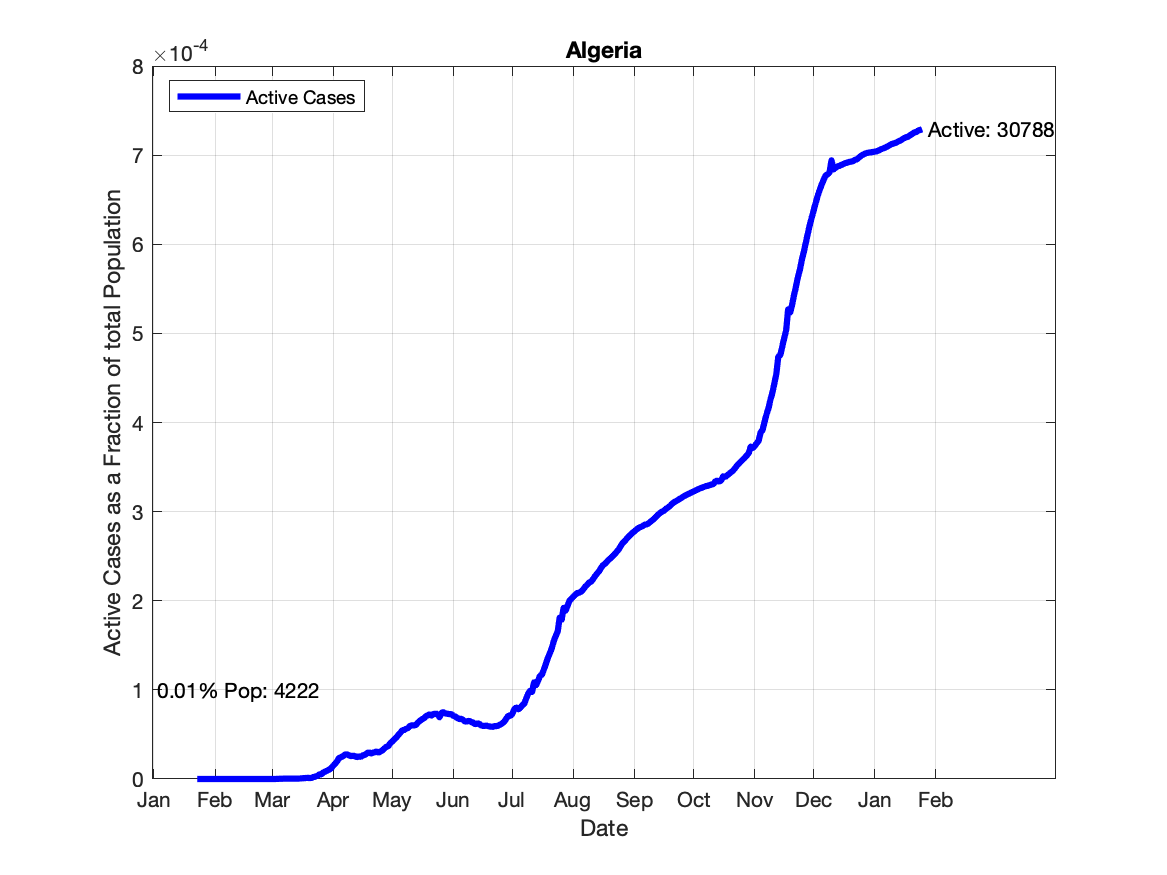 Algeria
×10-4
Active Cases
Active: 30788
0.01% Pop: 4222
8
7
6
5
4
3
2
1
0
Active Cases as a Fraction of total Population
Jan Feb Mar Apr May Jun Jul Aug Sep Oct Nov Dec Jan Feb
Date